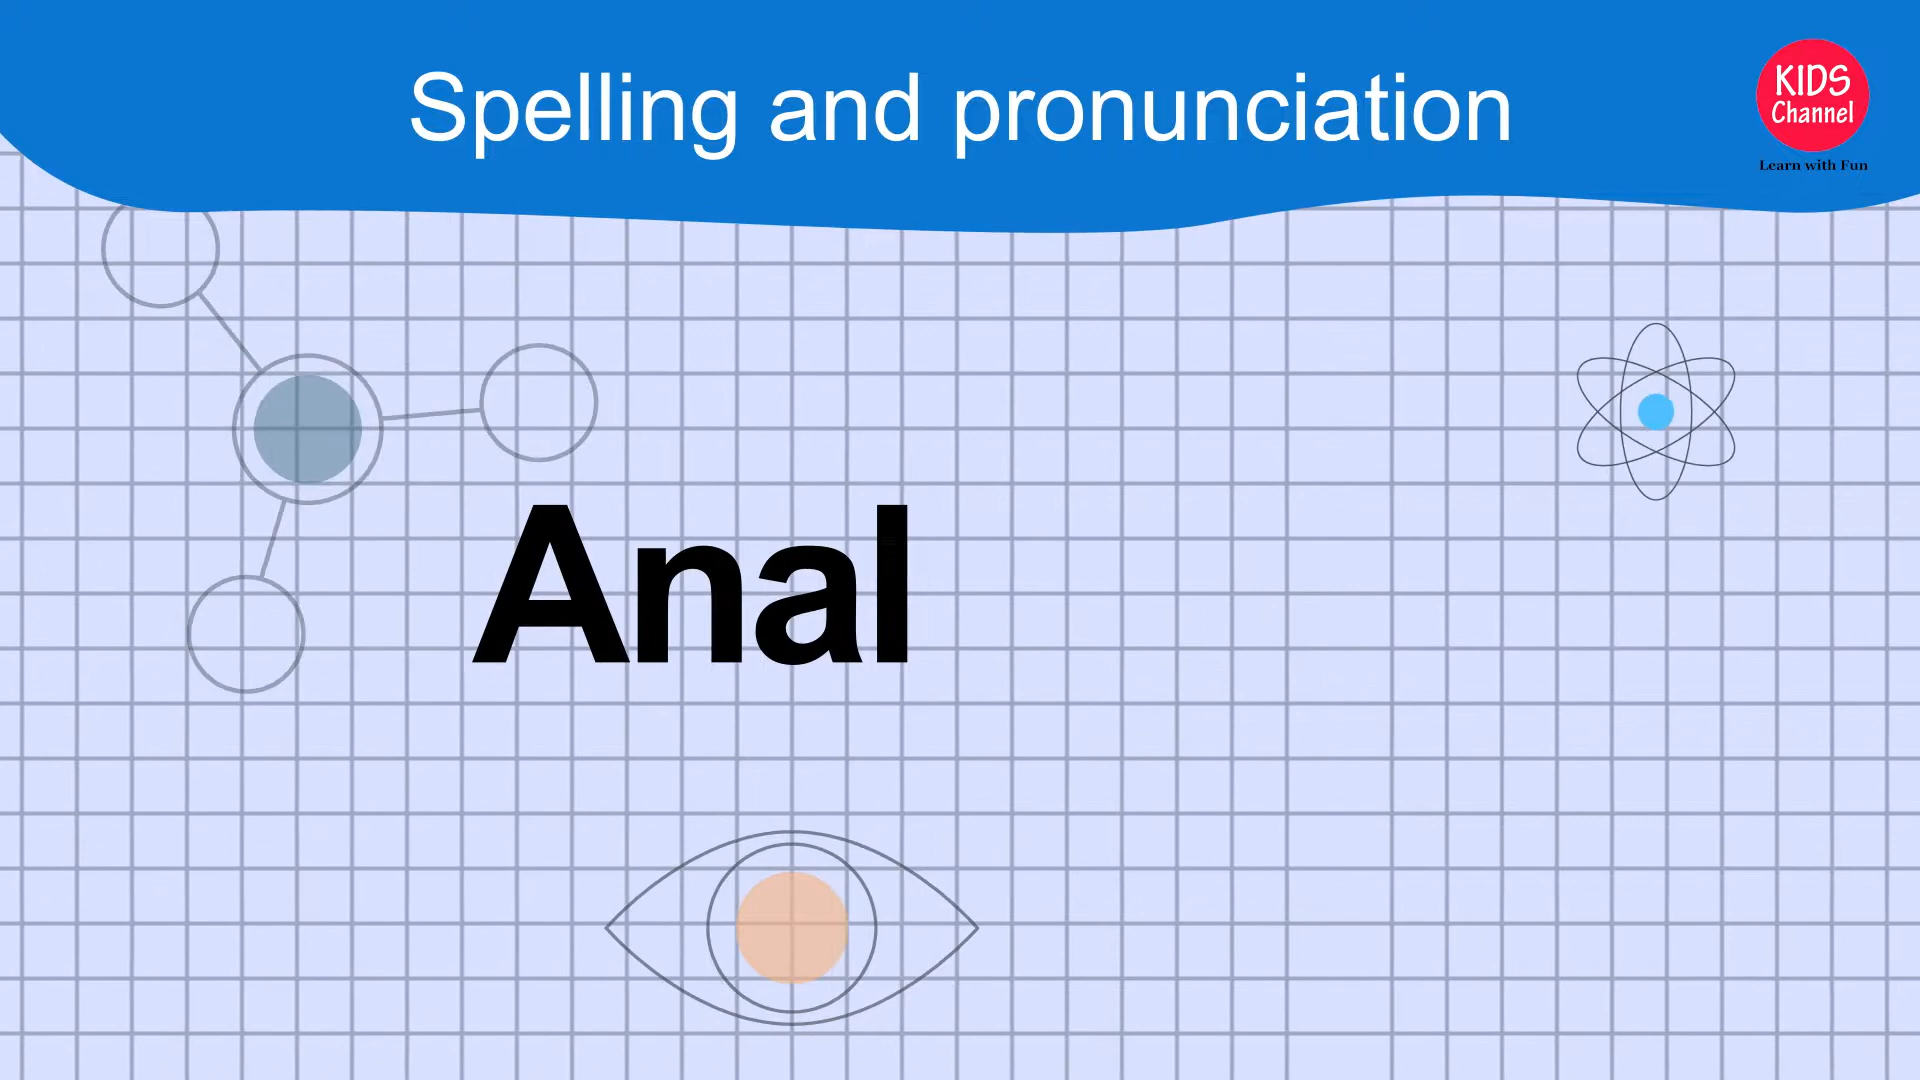 Spelling and pronunciation
KIDS
Channel
Learn with Fun
Anal